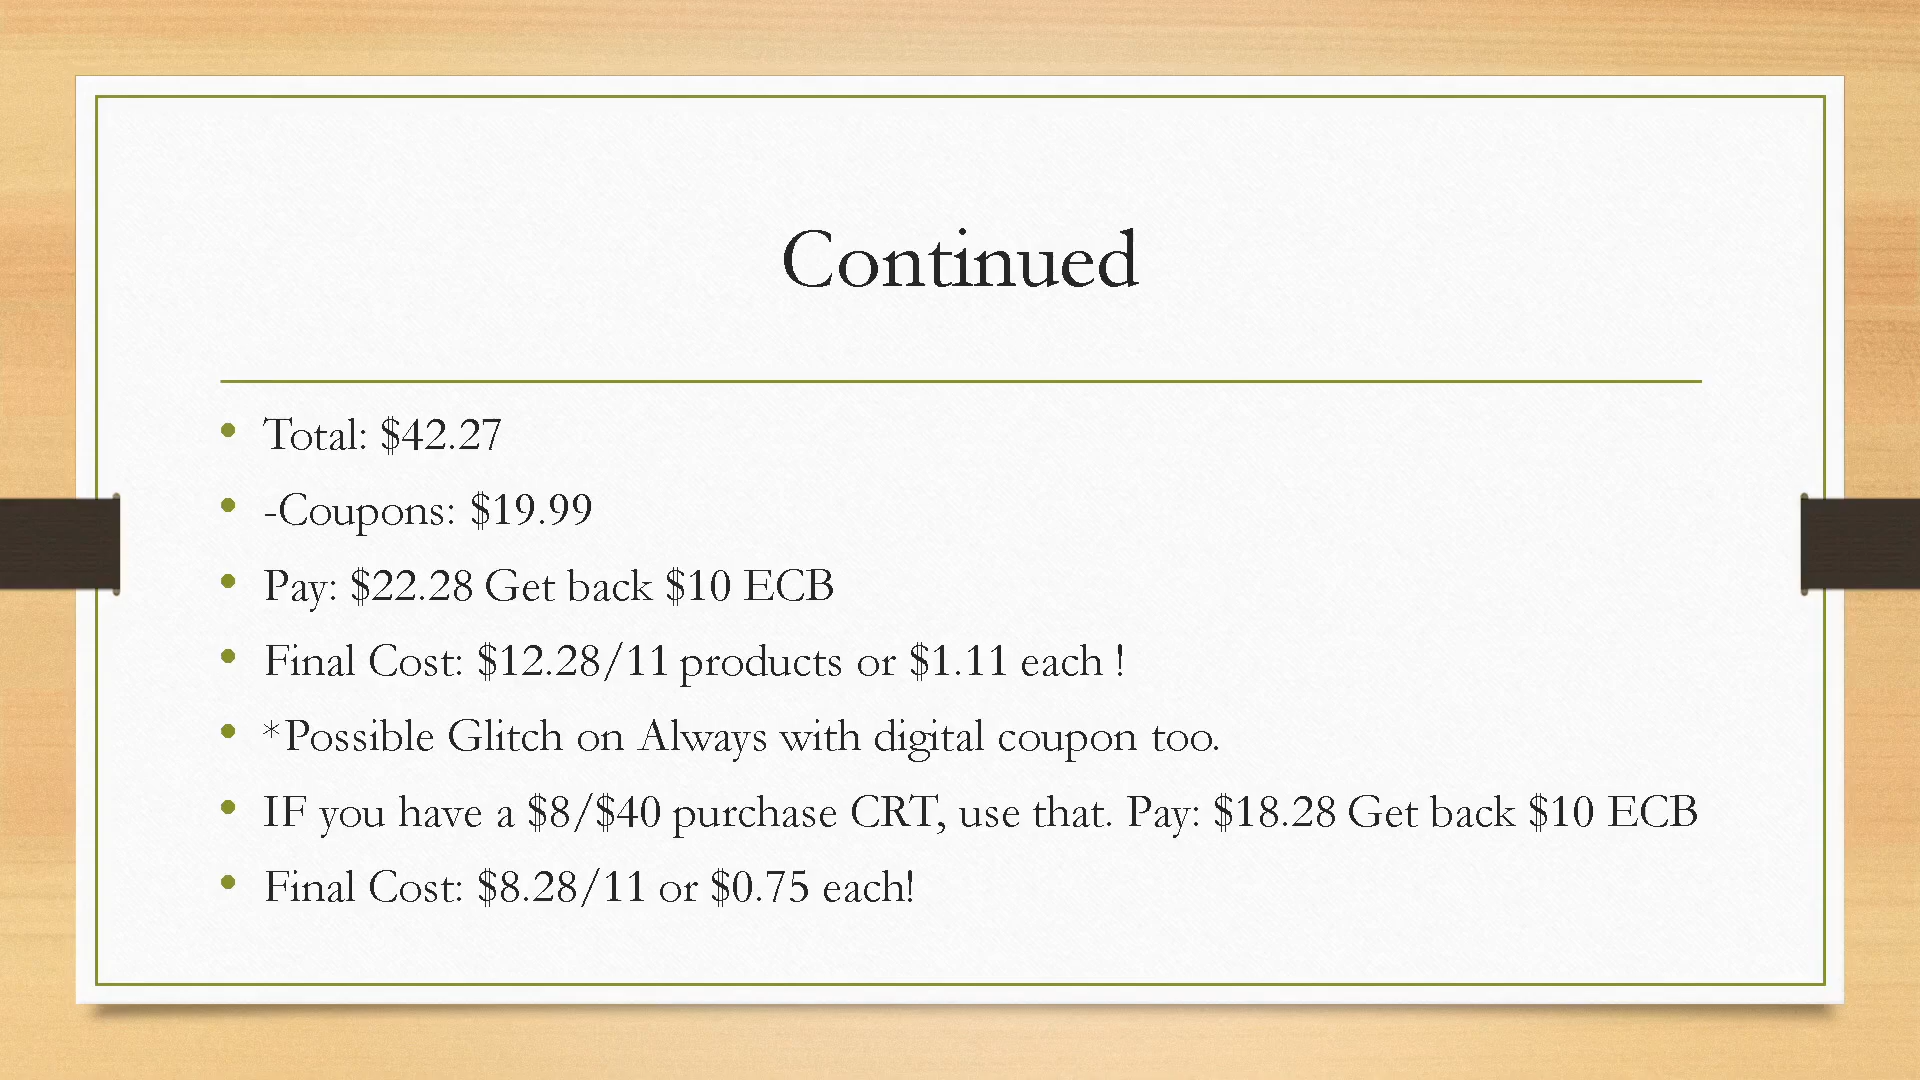 Continued
• Total: $42.27
• -Coupons: $19.99
• Pay: $22.28 Get back $10 ECB
• Final Cost: $12.28/11 products or $1.11 each !
• *Possible Glitch on Always with digital coupon too.
• IF you have a $8/$40 purchase CRT, use that. Pay: $18.28 Get back $10 ECB
• Final Cost: $8.28/11 or $0.75 each!